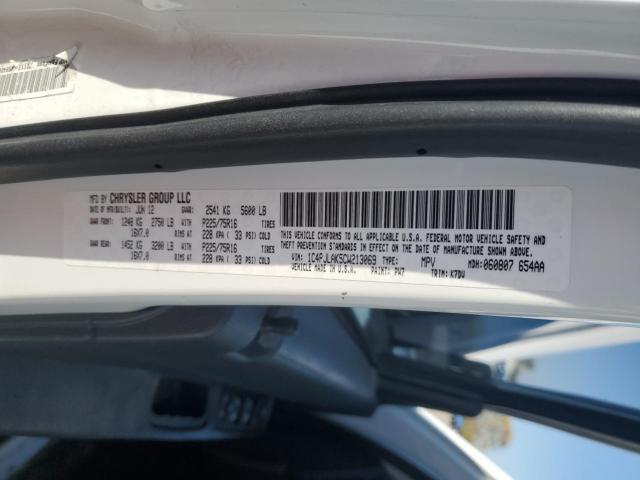 MFD BY CHRYSLER GROUP LLC
DATE OF MFR/BUILT: JUN 12 GVWR: 2541 KG 5600 LB
GAWR FRONT: 1248 KG 2750 LB P225/75R16 TIRES
16X7.0 RIMS AT 228 KPA ( 33 PSI) COLD
GAWR REAR: 1452 KG 3200 LB P225/75R16 TIRES
16X7.0 RIMS AT 228 KPA ( 33 PSI) COLD
THIS VEHICLE CONFORMS TO ALL APPLICABLE U.S.A. FEDERAL MOTOR VEHICLE SAFETY AND
THEFT PREVENTION STANDARDS IN EFFECT ON THE DATE OF MANUFACTURE SHOWN ABOVE.
VIN: 1C4PJLAK5CW213069 TYPE: MPV MDH: 060807 654AA
VEHICLE MADE IN U.S.A. PAINT: PW7 TRIM: K7DV